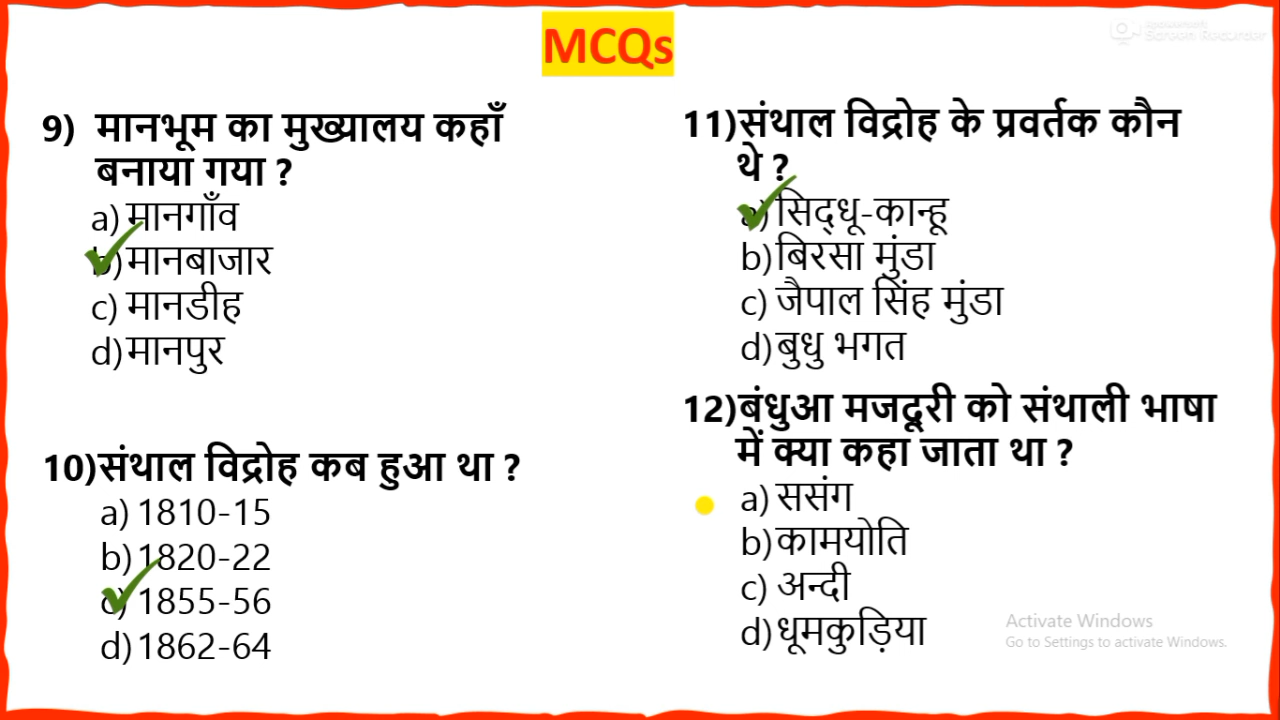 MCQs
Screen Recorder
9) मानभूम का मुख्यालय कहाँ
बनाया गया ?
a) मानगाँव
b) मानबाजार
c) मानडीह
d) मानपुर
10) संथाल विद्रोह कब हुआ था ?
a) 1810-15
b) 1820-22
c) 1855-56
d) 1862-64
11) संथाल विद्रोह के प्रवर्तक कौन
थे ?
a) सिद्धू-कान्हू
b) बिरसा मुंडा
c) जैपाल सिंह मुंडा
d) बुधु भगत
12) बंधुआ मजदूरी को संथाली भाषा
में क्या कहा जाता था ?
a) ससंग
b) कामयोति
c) अन्दी
d) धूमकुड़िया
Activate Windows
Go to Settings to activate Windows.